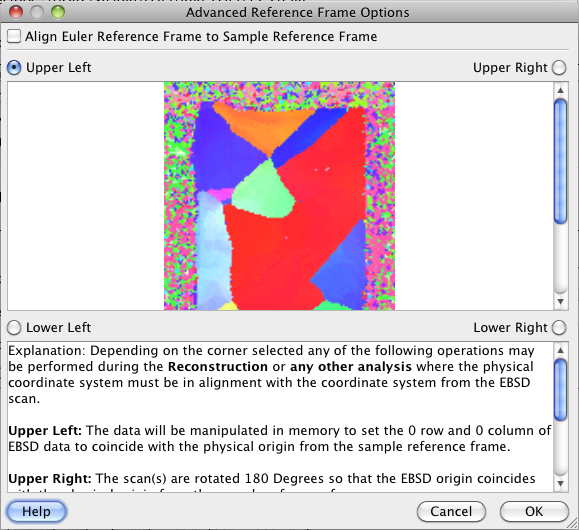 Advanced Reference Frame Options
Align Euler Reference Frame to Sample Reference Frame
Upper Left
Upper Right
Lower Left
Lower Right
Explanation: Depending on the corner selected any of the following operations may
be performed during the Reconstruction or any other analysis where the physical
coordinate system must be in alignment with the coordinate system from the EBSD
scan.
Upper Left: The data will be manipulated in memory to set the 0 row and 0 column of
EBSD data to coincide with the physical origin from the sample reference frame.
Upper Right: The scan(s) are rotated 180 Degrees so that the EBSD origin coincides
Help
Cancel
OK